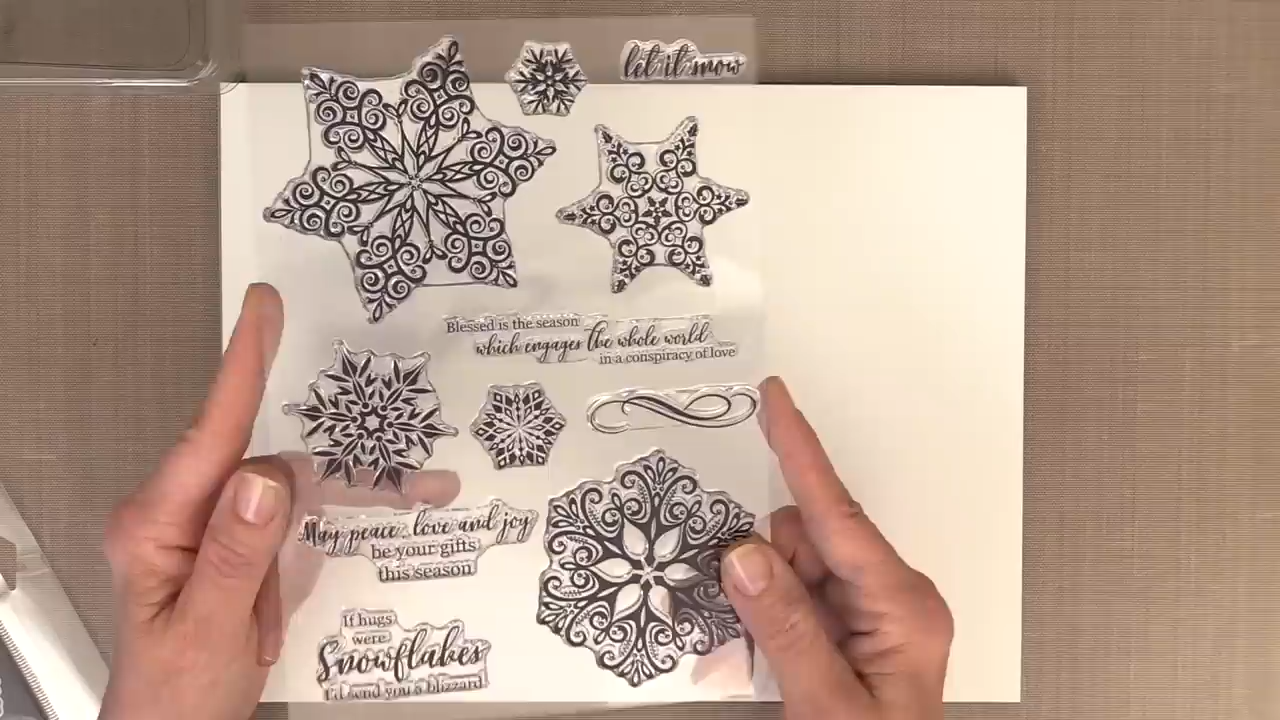 let it snow
Blessed is the season
which engages the whole world
in a conspiracy of love
May peace, love and joy
be your gifts
this season
If hugs
were
Snowflakes
I'd send you a blizzard